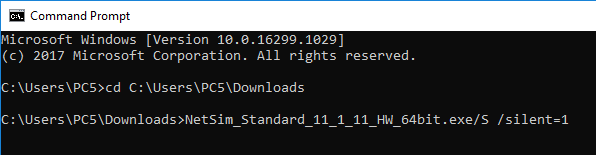 Command Prompt
Microsoft Windows [Version 10.0.16299.1029]
(c) 2017 Microsoft Corporation. All rights reserved.
C:\Users\PC5>cd C:\Users\PC5\Downloads
C:\Users\PC5\Downloads>NetSim_Standard_11_1_11_HW_64bit.exe/S /silent=1